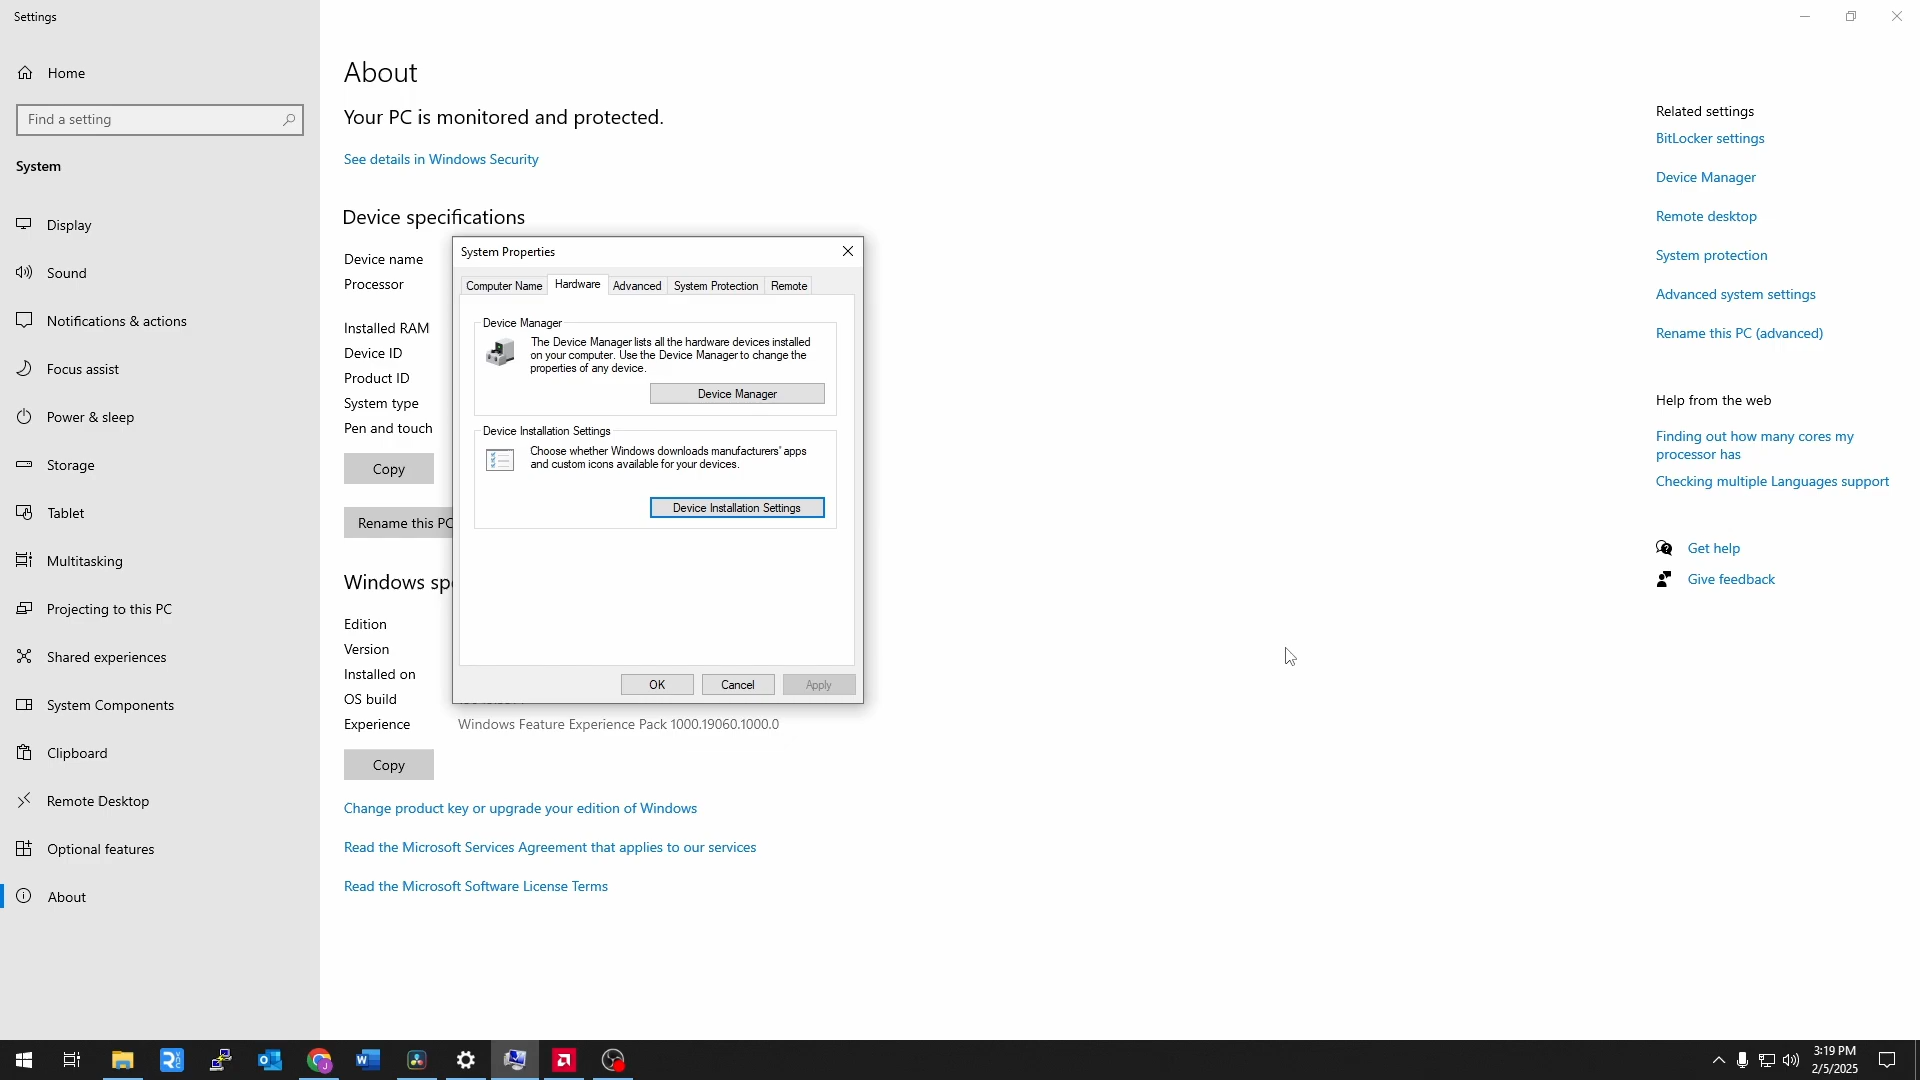 Settings
Home
Find a setting
System
Display
Sound
Notifications & actions
Focus assist
Power & sleep
Storage
Tablet
Multitasking
Projecting to this PC
Shared experiences
System Components
Clipboard
Remote Desktop
Optional features
About
About
Your PC is monitored and protected.
See details in Windows Security
Device specifications
Device name
Processor
Installed RAM
Device ID
Product ID
System type
Pen and touch
Copy
Rename this PC
Windows spe
Edition
Version
Installed on
OS build
Experience
Windows Feature Experience Pack 1000.19060.1000.0
Copy
Change product key or upgrade your edition of Windows
Read the Microsoft Services Agreement that applies to our services
Read the Microsoft Software License Terms
System Properties
Computer Name
Hardware
Advanced
System Protection
Remote
Device Manager
The Device Manager lists all the hardware devices installed
on your computer. Use the Device Manager to change the
properties of any device.
Device Manager
Device Installation Settings
Choose whether Windows downloads manufacturers' apps
and custom icons available for your devices.
Device Installation Settings
OK
Cancel
Apply
Related settings
BitLocker settings
Device Manager
Remote desktop
System protection
Advanced system settings
Rename this PC (advanced)
Help from the web
Finding out how many cores my
processor has
Checking multiple Languages support
Get help
Give feedback
3:19 PM
2/5/2025